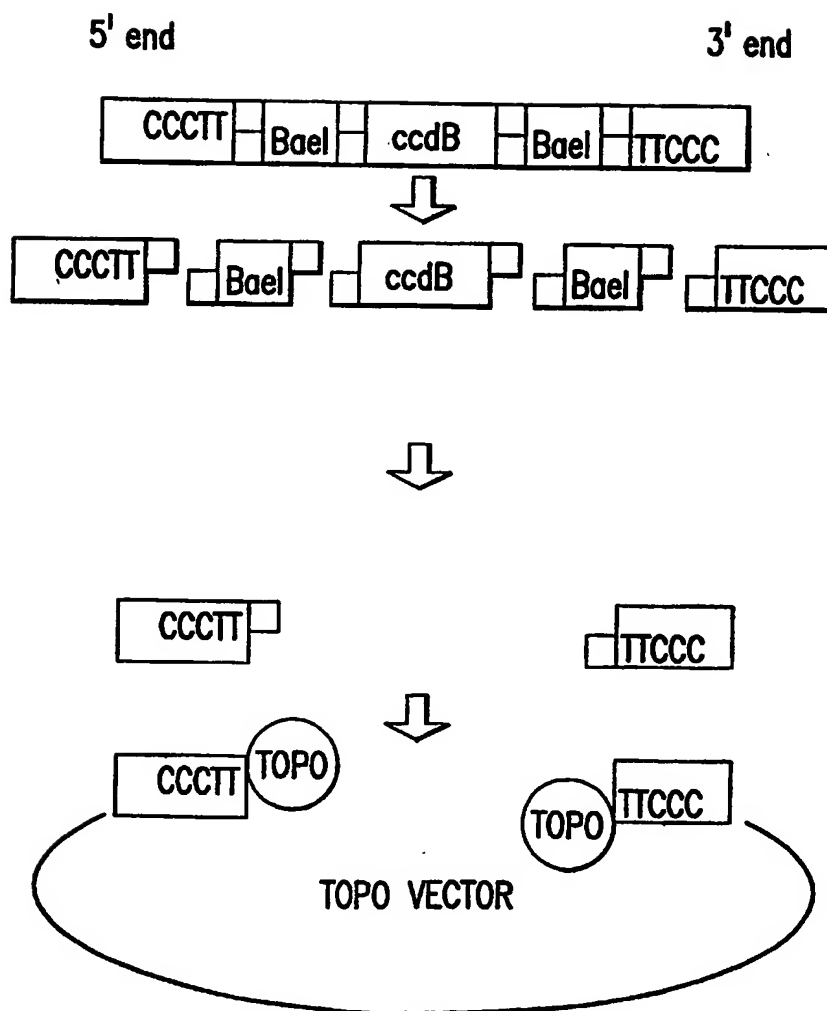 5' end 3' end
CCCTT BaeI ccdB BaeI TTCCC
CCCTT BaeI ccdB BaeI TTCCC
CCCTT TTCCC
CCCTT TOPO TOPO TTCCC
TOPO VECTOR